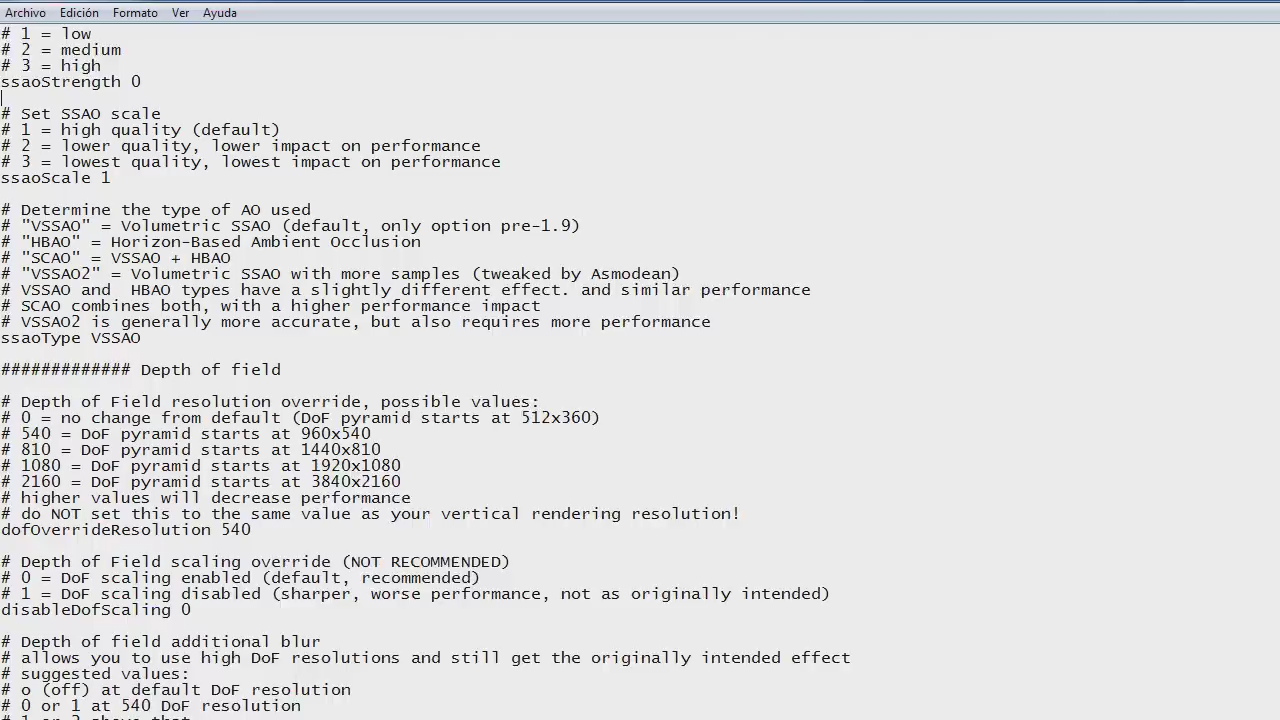 Archivo Edición Formato Ver Ayuda
# 1 = low
# 2 = medium
# 3 = high
ssaoStrength 0
# Set SSAO scale
# 1 = high quality (default)
# 2 = lower quality, lower impact on performance
# 3 = lowest quality, lowest impact on performance
ssaoScale 1
# Determine the type of AO used
# "VSSAO" = Volumetric SSAO (default, only option pre-1.9)
# "HBAO" = Horizon-Based Ambient Occlusion
# "SCAO" = VSSAO + HBAO
# "VSSAO2" = Volumetric SSAO with more samples (tweaked by Asmodean)
# VSSAO and  HBAO types have a slightly different effect. and similar performance
# SCAO combines both, with a higher performance impact
# VSSAO2 is generally more accurate, but also requires more performance
ssaoType VSSAO
############# Depth of field
# Depth of Field resolution override, possible values:
# 0 = no change from default (DoF pyramid starts at 512x360)
# 540 = DoF pyramid starts at 960x540
# 810 = DoF pyramid starts at 1440x810
# 1080 = DoF pyramid starts at 1920x1080
# 2160 = DoF pyramid starts at 3840x2160
# higher values will decrease performance
# do NOT set this to the same value as your vertical rendering resolution!
dofOverrideResolution 540
# Depth of Field scaling override (NOT RECOMMENDED)
# 0 = DoF scaling enabled (default, recommended)
# 1 = DoF scaling disabled (sharper, worse performance, not as originally intended)
disableDofScaling 0
# Depth of field additional blur
# allows you to use high DoF resolutions and still get the originally intended effect
# suggested values:
# o (off) at default DoF resolution
# 0 or 1 at 540 DoF resolution
# 1 or 2 above that